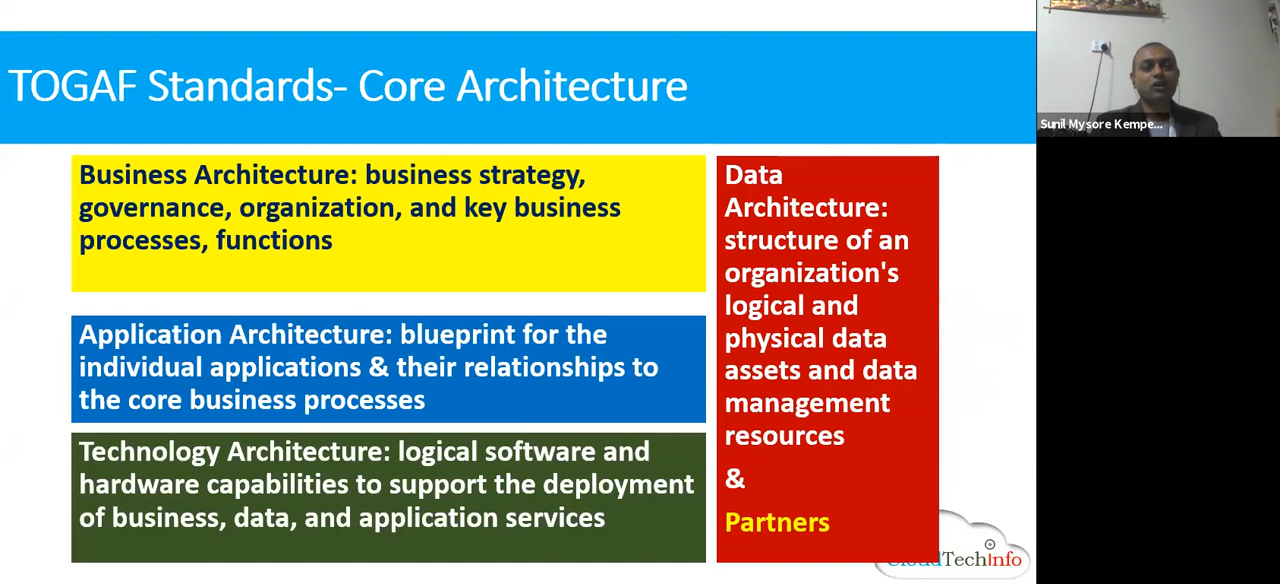 TOGAF Standards- Core Architecture
Sunil Mysore Kempe...
Business Architecture: business strategy,
governance, organization, and key business
processes, functions
Application Architecture: blueprint for the
individual applications & their relationships to
the core business processes
Technology Architecture: logical software and
hardware capabilities to support the deployment
of business, data, and application services
Data
Architecture:
structure of an
organization's
logical and
physical data
assets and data
management
resources
&
Partners
CloudTechInfo